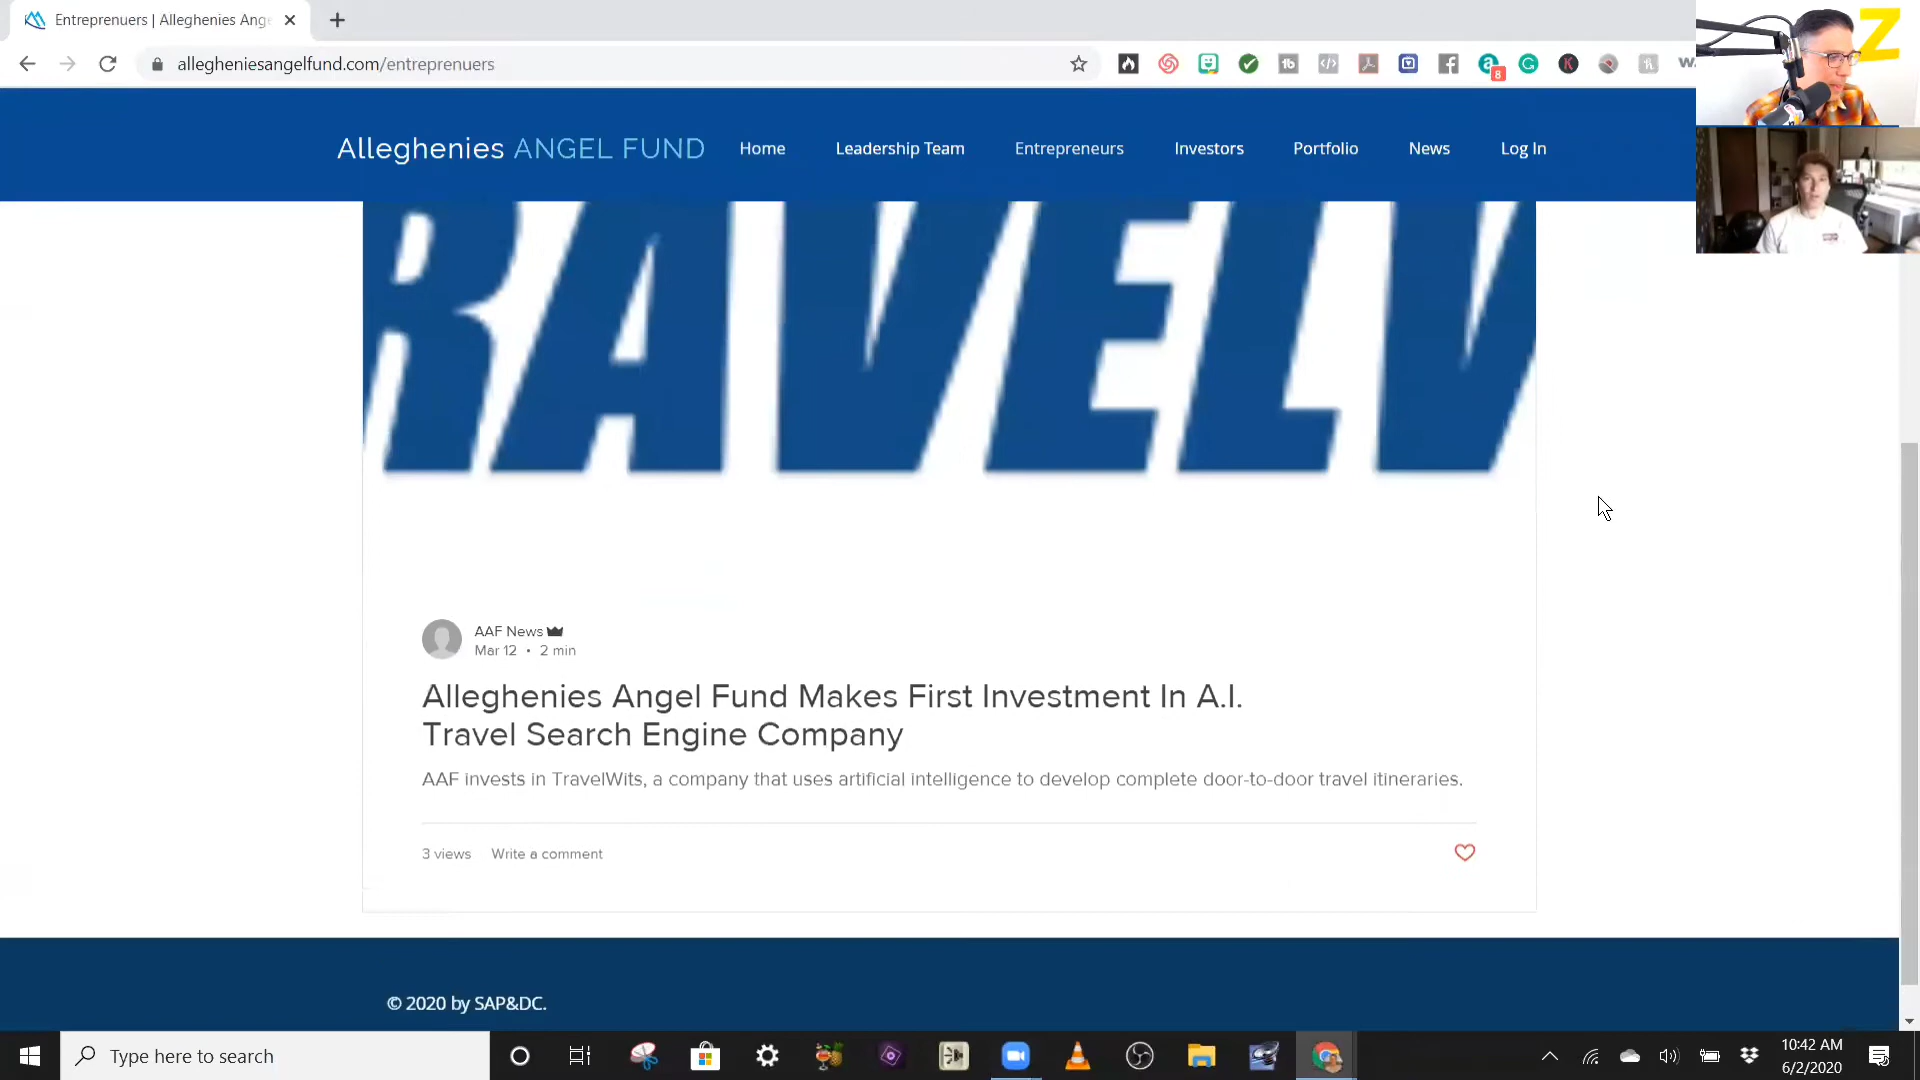 Entreprenuers | Alleghenies Ang
Z
allegheniesangelfund.com/entreprenuers
8
Alleghenies ANGEL FUND
Home
Leadership Team
Entrepreneurs
Investors
Portfolio
News
Log In
RAVELW
AAF News
Mar 12 • 2 min
Alleghenies Angel Fund Makes First Investment In A.I.
Travel Search Engine Company
AAF invests in TravelWits, a company that uses artificial intelligence to develop complete door-to-door travel itineraries.
3 views
Write a comment
© 2020 by SAP&DC.
Type here to search
10:42 AM
6/2/2020